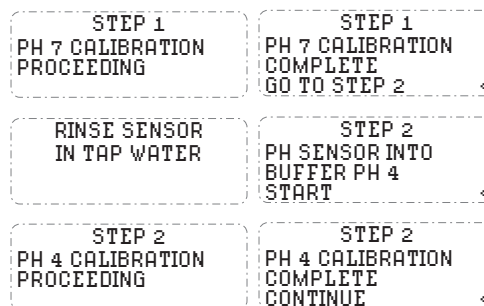 STEP 1
PH 7 CALIBRATION
PROCEEDING
STEP 1
PH 7 CALIBRATION
COMPLETE
GO TO STEP 2
RINSE SENSOR
IN TAP WATER
STEP 2
PH SENSOR INTO
BUFFER PH 4
START
STEP 2
PH 4 CALIBRATION
PROCEEDING
STEP 2
PH 4 CALIBRATION
COMPLETE
CONTINUE